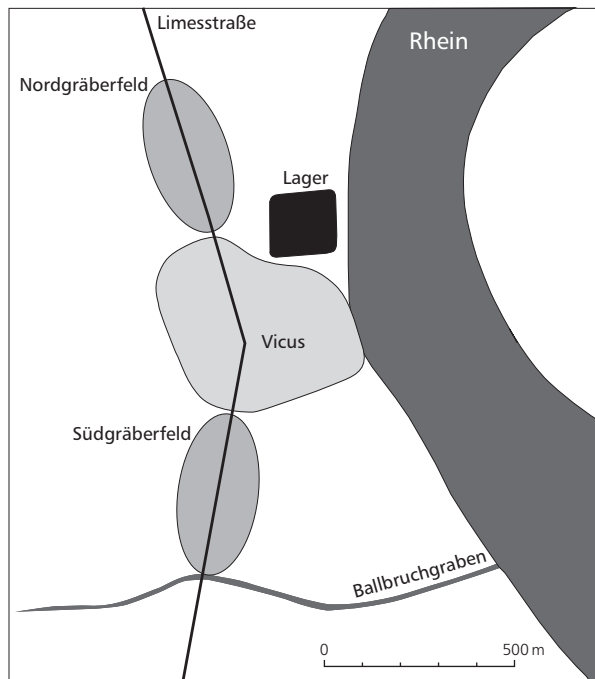 Limesstraße
Rhein
Nordgräberfeld
Lager
Vicus
Südgräberfeld
Ballbruchgraben
0 500 m